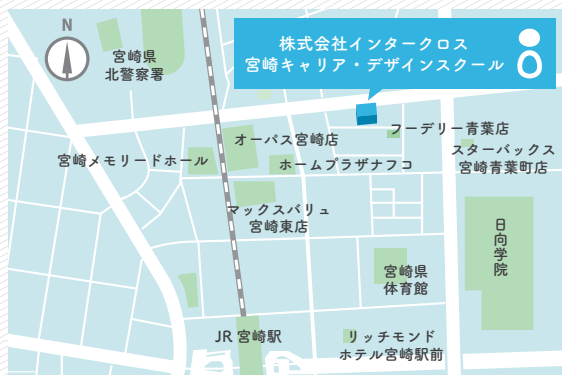 N
宮崎県
北警察署
株式会社インタークロス
宮崎キャリア・デザインスクール
オーパス宮崎店
フーデリー青葉店
宮崎メモリードホール
ホームプラザナフコ
スターバックス
宮崎青葉町店
マックスバリュ
宮崎東店
日向学院
宮崎県
体育館
JR 宮崎駅
リッチモンド
ホテル宮崎駅前